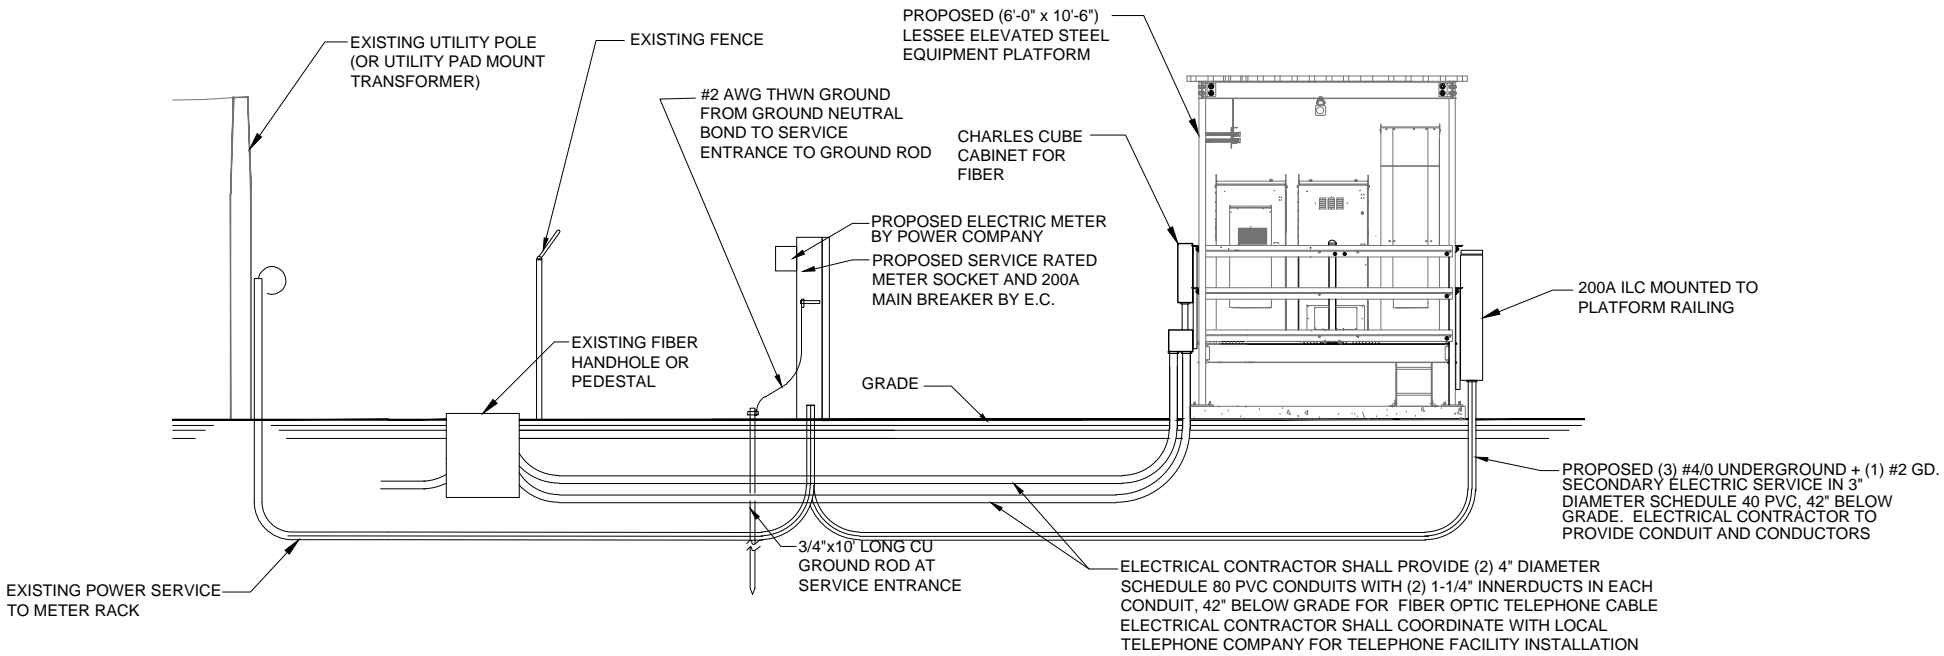 PROPOSED (6'-0" x 10'-6")
LESSEE ELEVATED STEEL
EQUIPMENT PLATFORM
EXISTING UTILITY POLE
(OR UTILITY PAD MOUNT
TRANSFORMER)
EXISTING FENCE
#2 AWG THWN GROUND
FROM GROUND NEUTRAL
BOND TO SERVICE
ENTRANCE TO GROUND ROD
CHARLES CUBE
CABINET FOR
FIBER
PROPOSED ELECTRIC METER
BY POWER COMPANY
PROPOSED SERVICE RATED
METER SOCKET AND 200A
MAIN BREAKER BY E.C.
200A ILC MOUNTED TO
PLATFORM RAILING
EXISTING FIBER
HANDHOLE OR
PEDESTAL
GRADE
PROPOSED (3) #4/0 UNDERGROUND + (1) #2 GD.
SECONDARY ELECTRIC SERVICE IN 3"
DIAMETER SCHEDULE 40 PVC, 42" BELOW
GRADE. ELECTRICAL CONTRACTOR TO
PROVIDE CONDUIT AND CONDUCTORS
3/4"x10' LONG CU
GROUND ROD AT
SERVICE ENTRANCE
EXISTING POWER SERVICE
TO METER RACK
ELECTRICAL CONTRACTOR SHALL PROVIDE (2) 4" DIAMETER
SCHEDULE 80 PVC CONDUITS WITH (2) 1-1/4" INNERDUCTS IN EACH
CONDUIT, 42" BELOW GRADE FOR FIBER OPTIC TELEPHONE CABLE
ELECTRICAL CONTRACTOR SHALL COORDINATE WITH LOCAL
TELEPHONE COMPANY FOR TELEPHONE FACILITY INSTALLATION